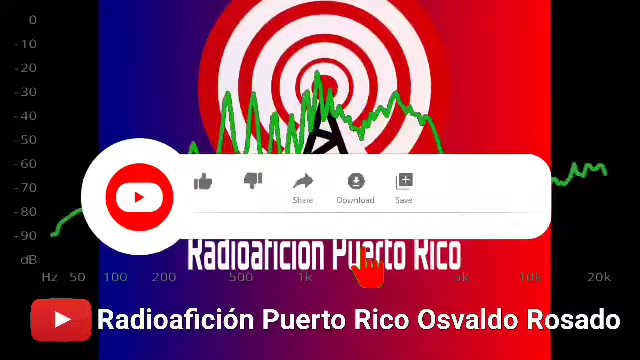 0
-10
-20
-30
-40
-50
-60
-70
-80
-90
dB
Share Download Save
Radioafición Puerto Rico
Hz 50 100 200 500 1k 5k 10k 20k
Radioafición Puerto Rico Osvaldo Rosado